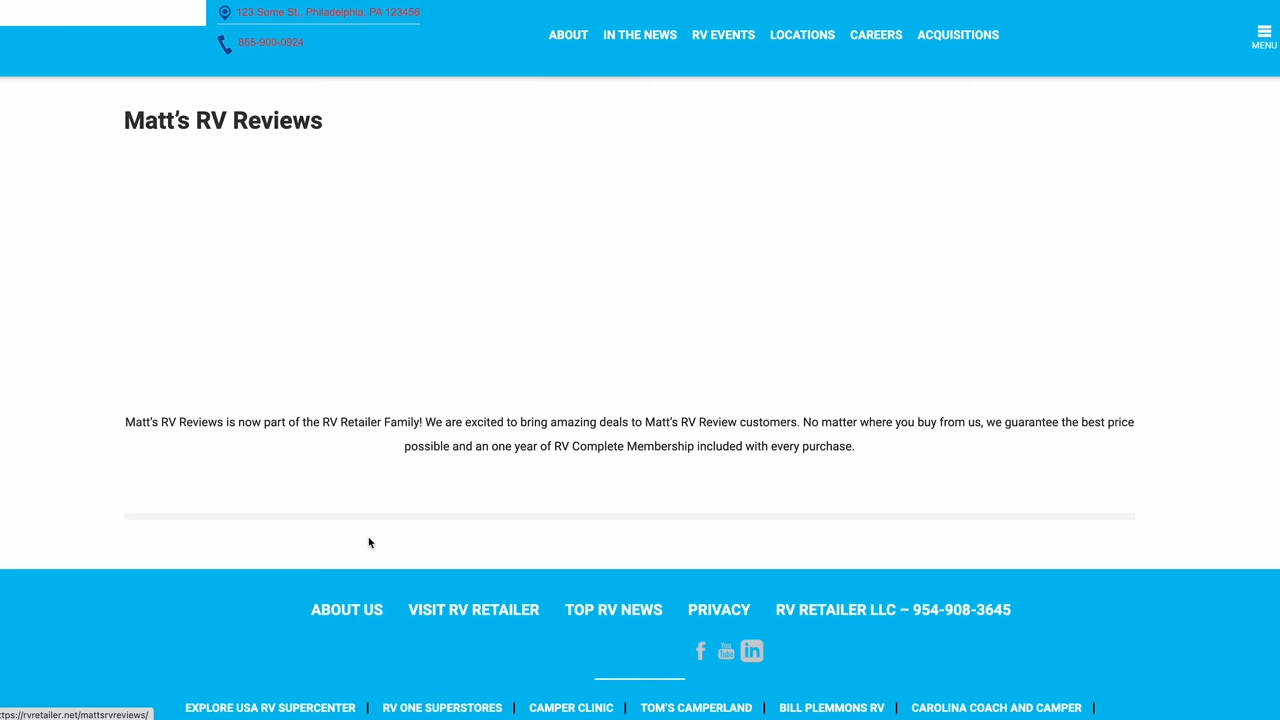 123 Some St., Philadelphia, PA 123456
855-900-0924
ABOUT IN THE NEWS RV EVENTS LOCATIONS CAREERS ACQUISITIONS
MENU
Matt’s RV Reviews
Matt’s RV Reviews is now part of the RV Retailer Family! We are excited to bring amazing deals to Matt’s RV Review customers. No matter where you buy from us, we guarantee the best price
possible and an one year of RV Complete Membership included with every purchase.
ABOUT US VISIT RV RETAILER TOP RV NEWS PRIVACY RV RETAILER LLC – 954-908-3645
f You Tube in
EXPLORE USA RV SUPERCENTER | RV ONE SUPERSTORES | CAMPER CLINIC | TOM’S CAMPERLAND | BILL PLEMMONS RV | CAROLINA COACH AND CAMPER |
ttps://rvretailer.net/mattsrvreviews/